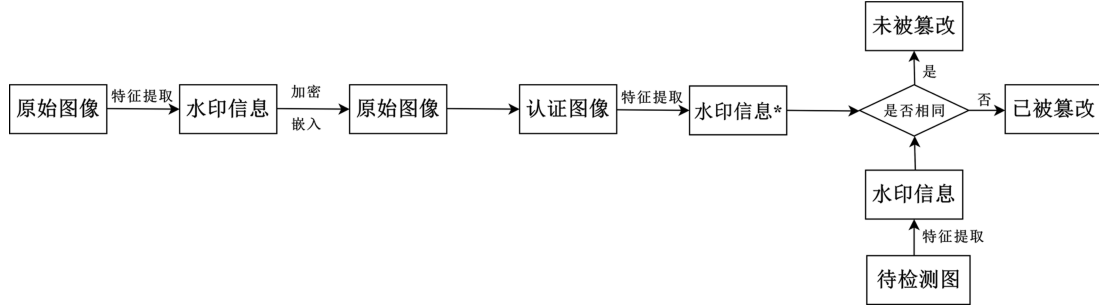 未被篡改
是
原始图像
特征提取
水印信息
加密
嵌入
原始图像
认证图像
特征提取
水印信息*
是否相同
否
已被篡改
水印信息
特征提取
待检测图